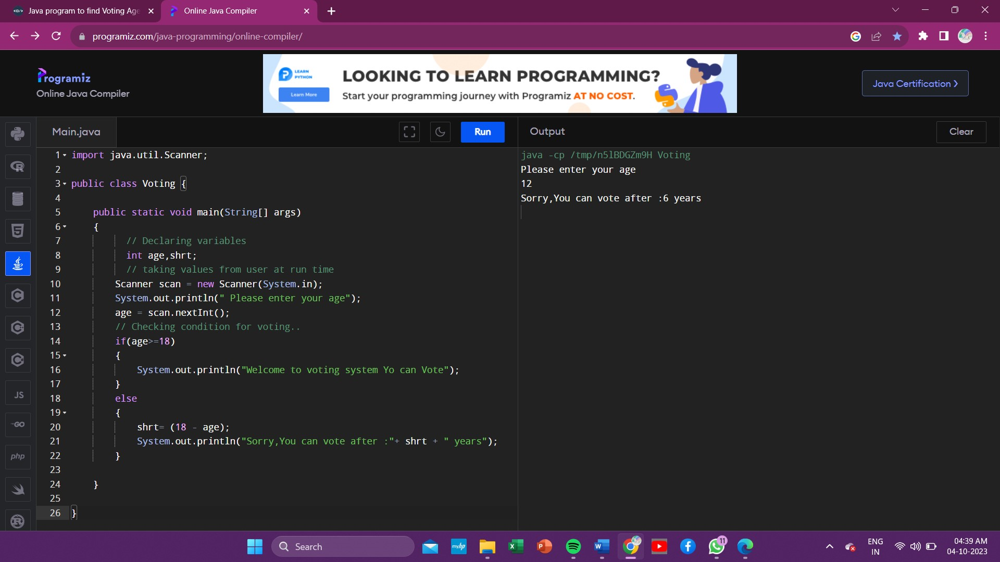 Java program to find Voting Age
Online Java Compiler
programiz.com/java-programming/online-compiler/
Programiz
Online Java Compiler
LEARN
PYTHON
Learn More
LOOKING TO LEARN PROGRAMMING?
Start your programming journey with Programiz AT NO COST.
Java Certification ❯
Main.java
Run
Output
Clear
1 import java.util.Scanner;
2
3 public class Voting {
4
5 public static void main(String[] args)
6 {
7 // Declaring variables
8 int age,shrt;
9 // taking values from user at run time
10 Scanner scan = new Scanner(System.in);
11 System.out.println(" Please enter your age");
12 age = scan.nextInt();
13 // Checking condition for voting..
14 if(age>=18)
15 {
16 System.out.println("Welcome to voting system Yo can Vote");
17 }
18 else
19 {
20 shrt= (18 - age);
21 System.out.println("Sorry,You can vote after :"+ shrt + " years");
22 }
23
24 }
25
26 }
java -cp /tmp/n5lBDGZm9H Voting
Please enter your age
12
Sorry,You can vote after :6 years
JS
GO
php
Search
myhp
11
ENG
IN
04:39 AM
04-10-2023